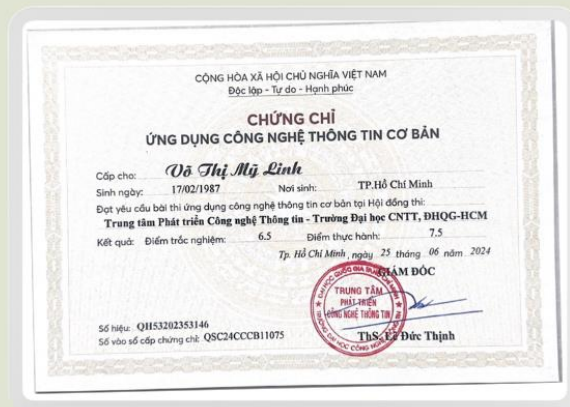 CỘNG HÒA XÃ HỘI CHỦ NGHĨA VIỆT NAM
Độc lập - Tự do - Hạnh phúc
CHỨNG CHỈ
ỨNG DỤNG CÔNG NGHỆ THÔNG TIN CƠ BẢN
Cấp cho: Võ Thị Mỹ Linh
Sinh ngày: 17/02/1987 Nơi sinh: TP.Hồ Chí Minh
Đạt yêu cầu bài thi ứng dụng công nghệ thông tin cơ bản tại Hội đồng thi:
Trung tâm Phát triển Công nghệ Thông tin - Trường Đại học CNTT, ĐHQG-HCM
Kết quả: Điểm trắc nghiệm: 6.5 Điểm thực hành: 7.5
Tp. Hồ Chí Minh, ngày 25 tháng 06 năm 2024
GIÁM ĐỐC
TRUNG TÂM
PHÁT TRIỂN
CÔNG NGHỆ THÔNG TIN
ThS. Lê Đức Thịnh
Số hiệu: QH53202353146
Số vào sổ cấp chứng chỉ: QSC24CCCB11075